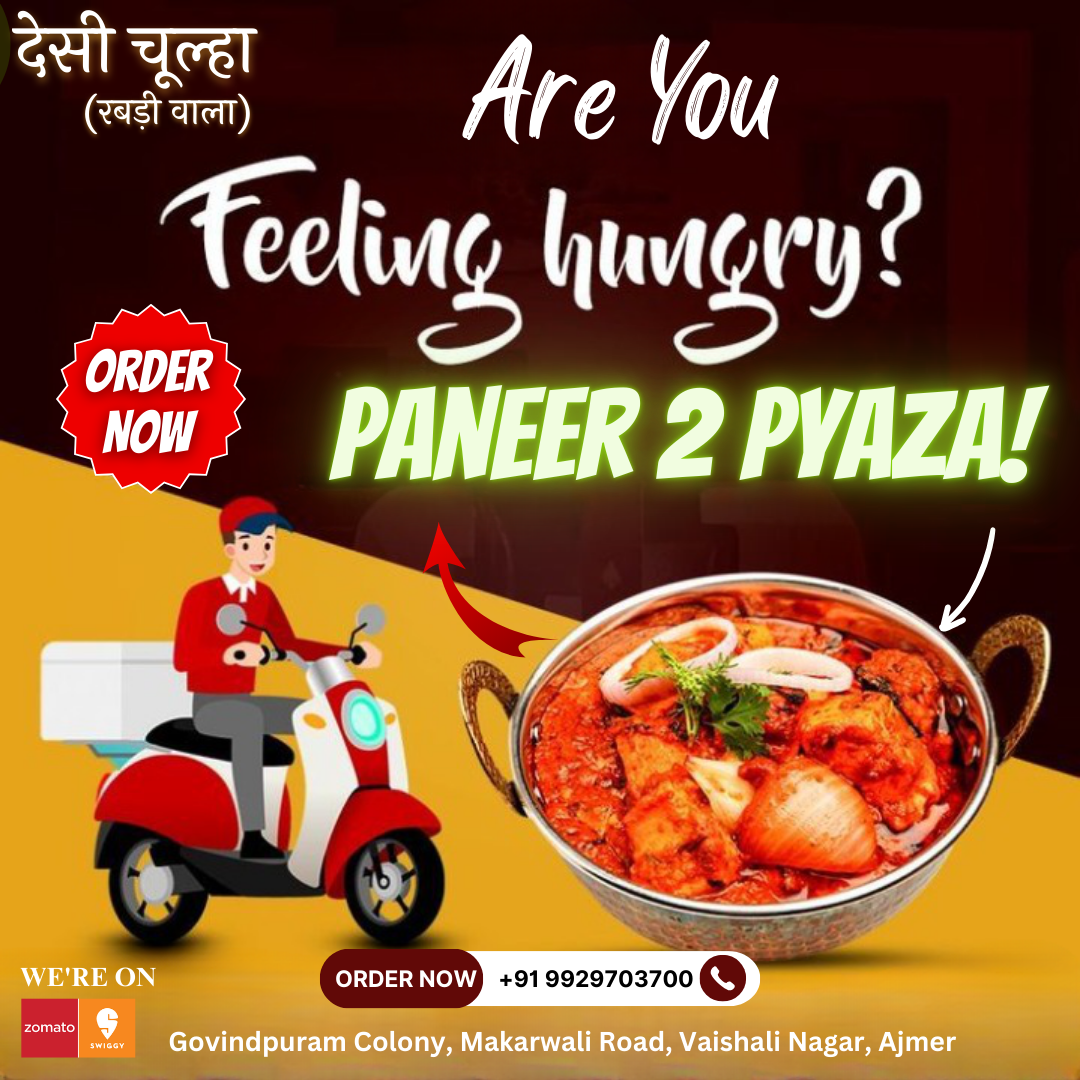 देसी चूल्हा
(रबड़ी वाला)
Are You
Feeling hungry?
ORDER
NOW
PANEER 2 PYAZA!
WE'RE ON
zomato
SWIGGY
ORDER NOW
+91 9929703700
Govindpuram Colony, Makarwali Road, Vaishali Nagar, Ajmer